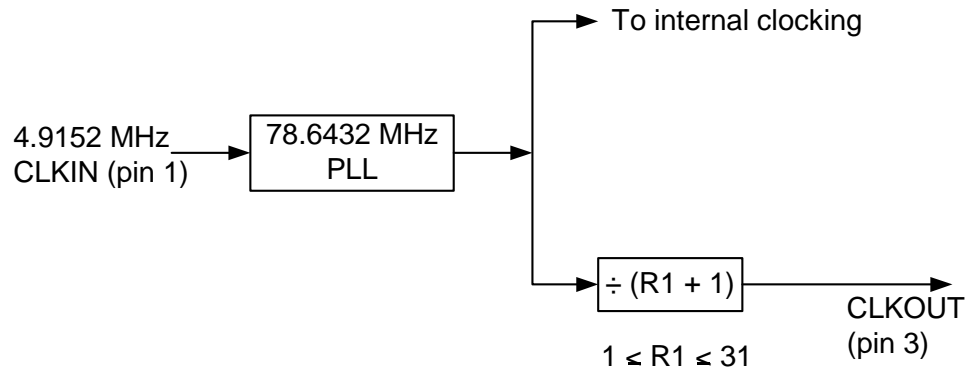 To internal clocking
4.9152 MHz
CLKIN (pin 1)
78.6432 MHz
PLL
÷ (R1 + 1)
CLKOUT
(pin 3)
1 ≤ R1 ≤ 31